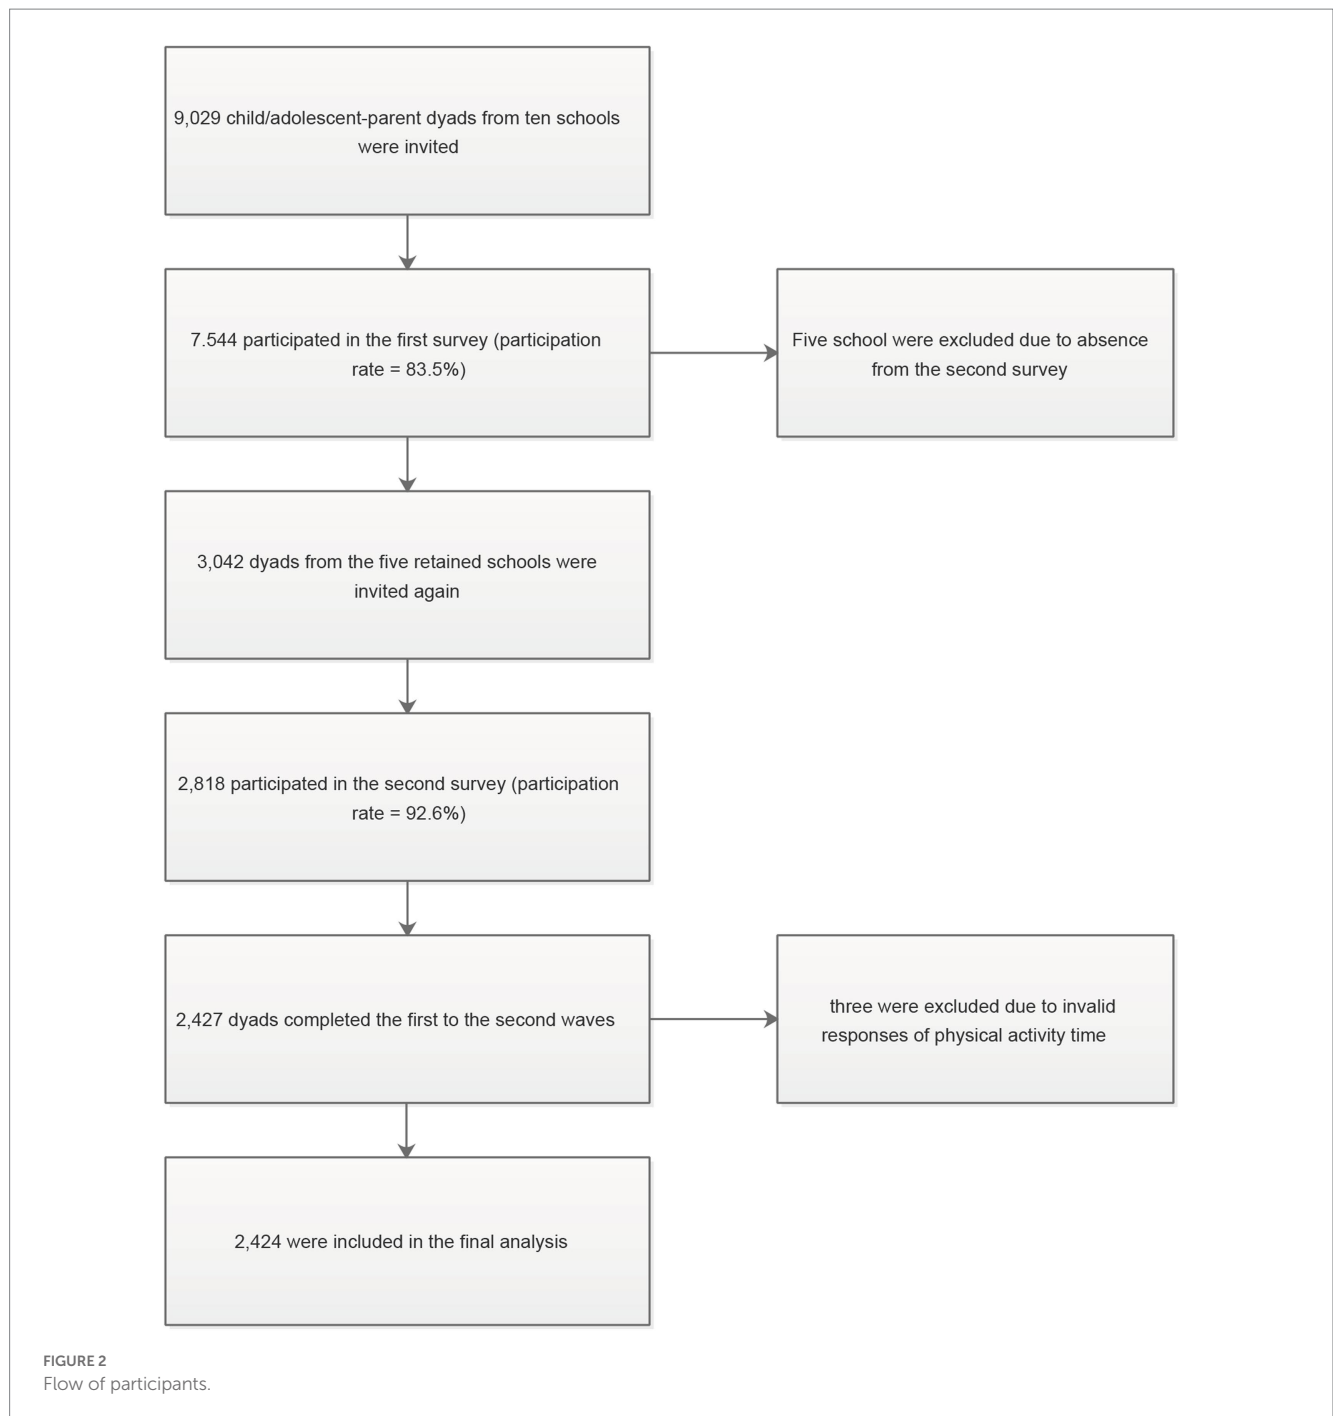 9,029 child/adolescent-parent dyads from ten schools
were invited
7.544 participated in the first survey (participation
rate = 83.5%)
Five school were excluded due to absence
from the second survey
3,042 dyads from the five retained schools were
invited again
2,818 participated in the second survey (participation
rate = 92.6%)
2,427 dyads completed the first to the second waves
three were excluded due to invalid
responses of physical activity time
2,424 were included in the final analysis
FIGURE 2
Flow of participants.